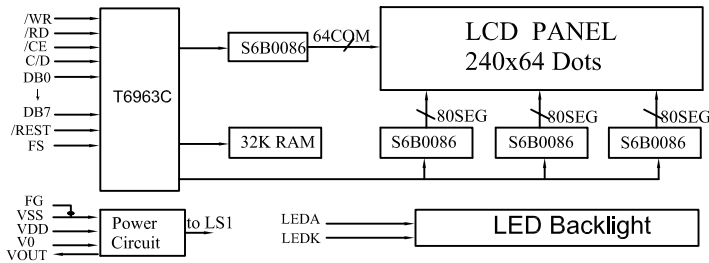 /WR
/RD
/CE
C/D
DB0
DB7
/REST
FS
T6963C
S6B0086
64COM
LCD PANEL
240x64 Dots
80SEG
80SEG
80SEG
32K RAM
S6B0086
S6B0086
S6B0086
FG
VSS
VDD
V0
VOUT
Power
Circuit
to LS1
LEDA
LEDK
LED Backlight